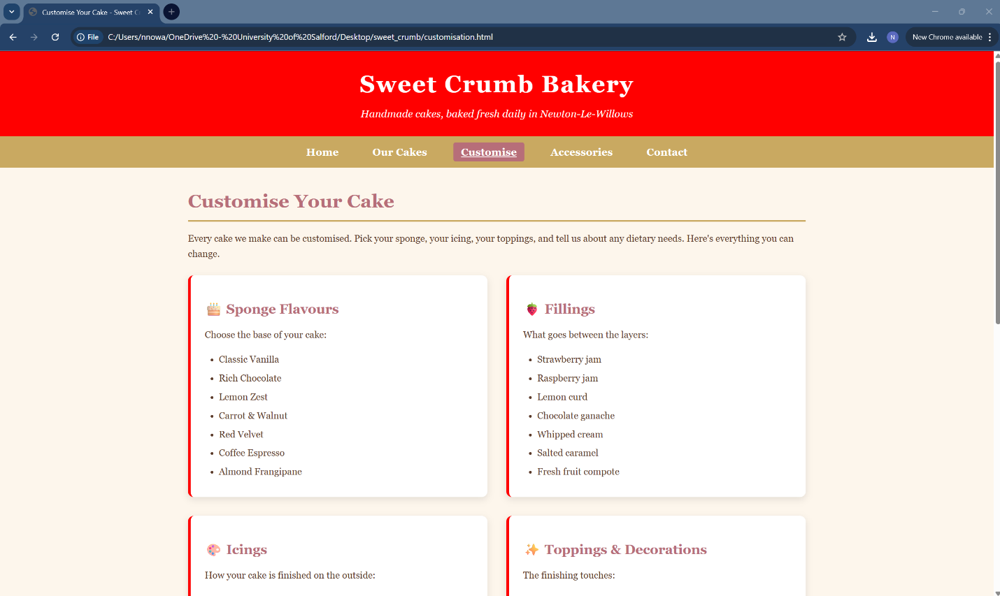 Customise Your Cake - Sweet C
File
C:/Users/nnowa/OneDrive%20-%20University%20of%20Salford/Desktop/sweet_crumb/customisation.html
N
New Chrome available
Sweet Crumb Bakery
Handmade cakes, baked fresh daily in Newton-Le-Willows
Home
Our Cakes
Customise
Accessories
Contact
Customise Your Cake
Every cake we make can be customised. Pick your sponge, your icing, your toppings, and tell us about any dietary needs. Here's everything you can
change.
Sponge Flavours
Choose the base of your cake:
Classic Vanilla
Rich Chocolate
Lemon Zest
Carrot & Walnut
Red Velvet
Coffee Espresso
Almond Frangipane
Fillings
What goes between the layers:
Strawberry jam
Raspberry jam
Lemon curd
Chocolate ganache
Whipped cream
Salted caramel
Fresh fruit compote
Icings
How your cake is finished on the outside:
Toppings & Decorations
The finishing touches: